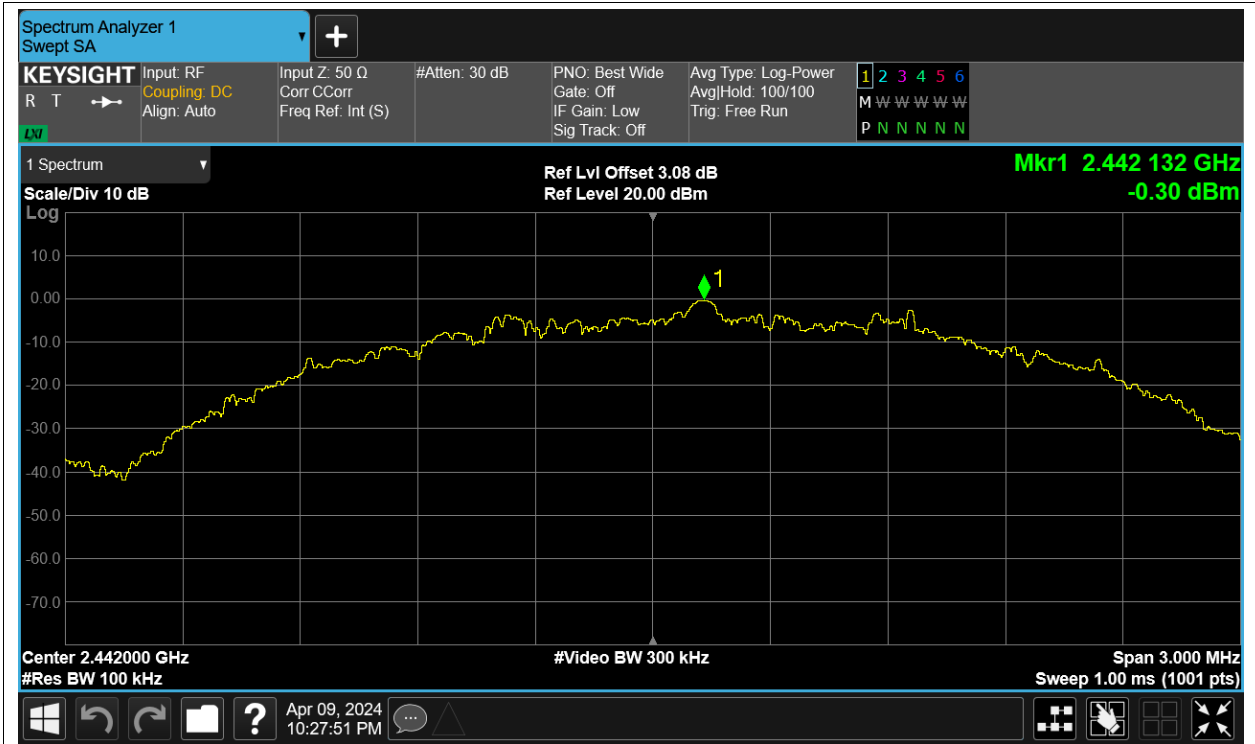 Spectrum Analyzer 1
Swept SA
KEYSIGHT
R T
LXI
Input: RF
Coupling: DC
Align: Auto
Input Z: 50 Ω
Corr CCorr
Freq Ref: Int (S)
#Atten: 30 dB
PNO: Best Wide
Gate: Off
IF Gain: Low
Sig Track: Off
Avg Type: Log-Power
Avg|Hold: 100/100
Trig: Free Run
1 2 3 4 5 6
M W W W W W
P N N N N N
1 Spectrum
Scale/Div 10 dB
Ref Lvl Offset 3.08 dB
Ref Level 20.00 dBm
Mkr1 2.442 132 GHz
-0.30 dBm
Log
1
10.0
0.00
-10.0
-20.0
-30.0
-40.0
-50.0
-60.0
-70.0
Center 2.442000 GHz
#Video BW 300 kHz
Span 3.000 MHz
#Res BW 100 kHz
Sweep 1.00 ms (1001 pts)
?
Apr 09, 2024
10:27:51 PM